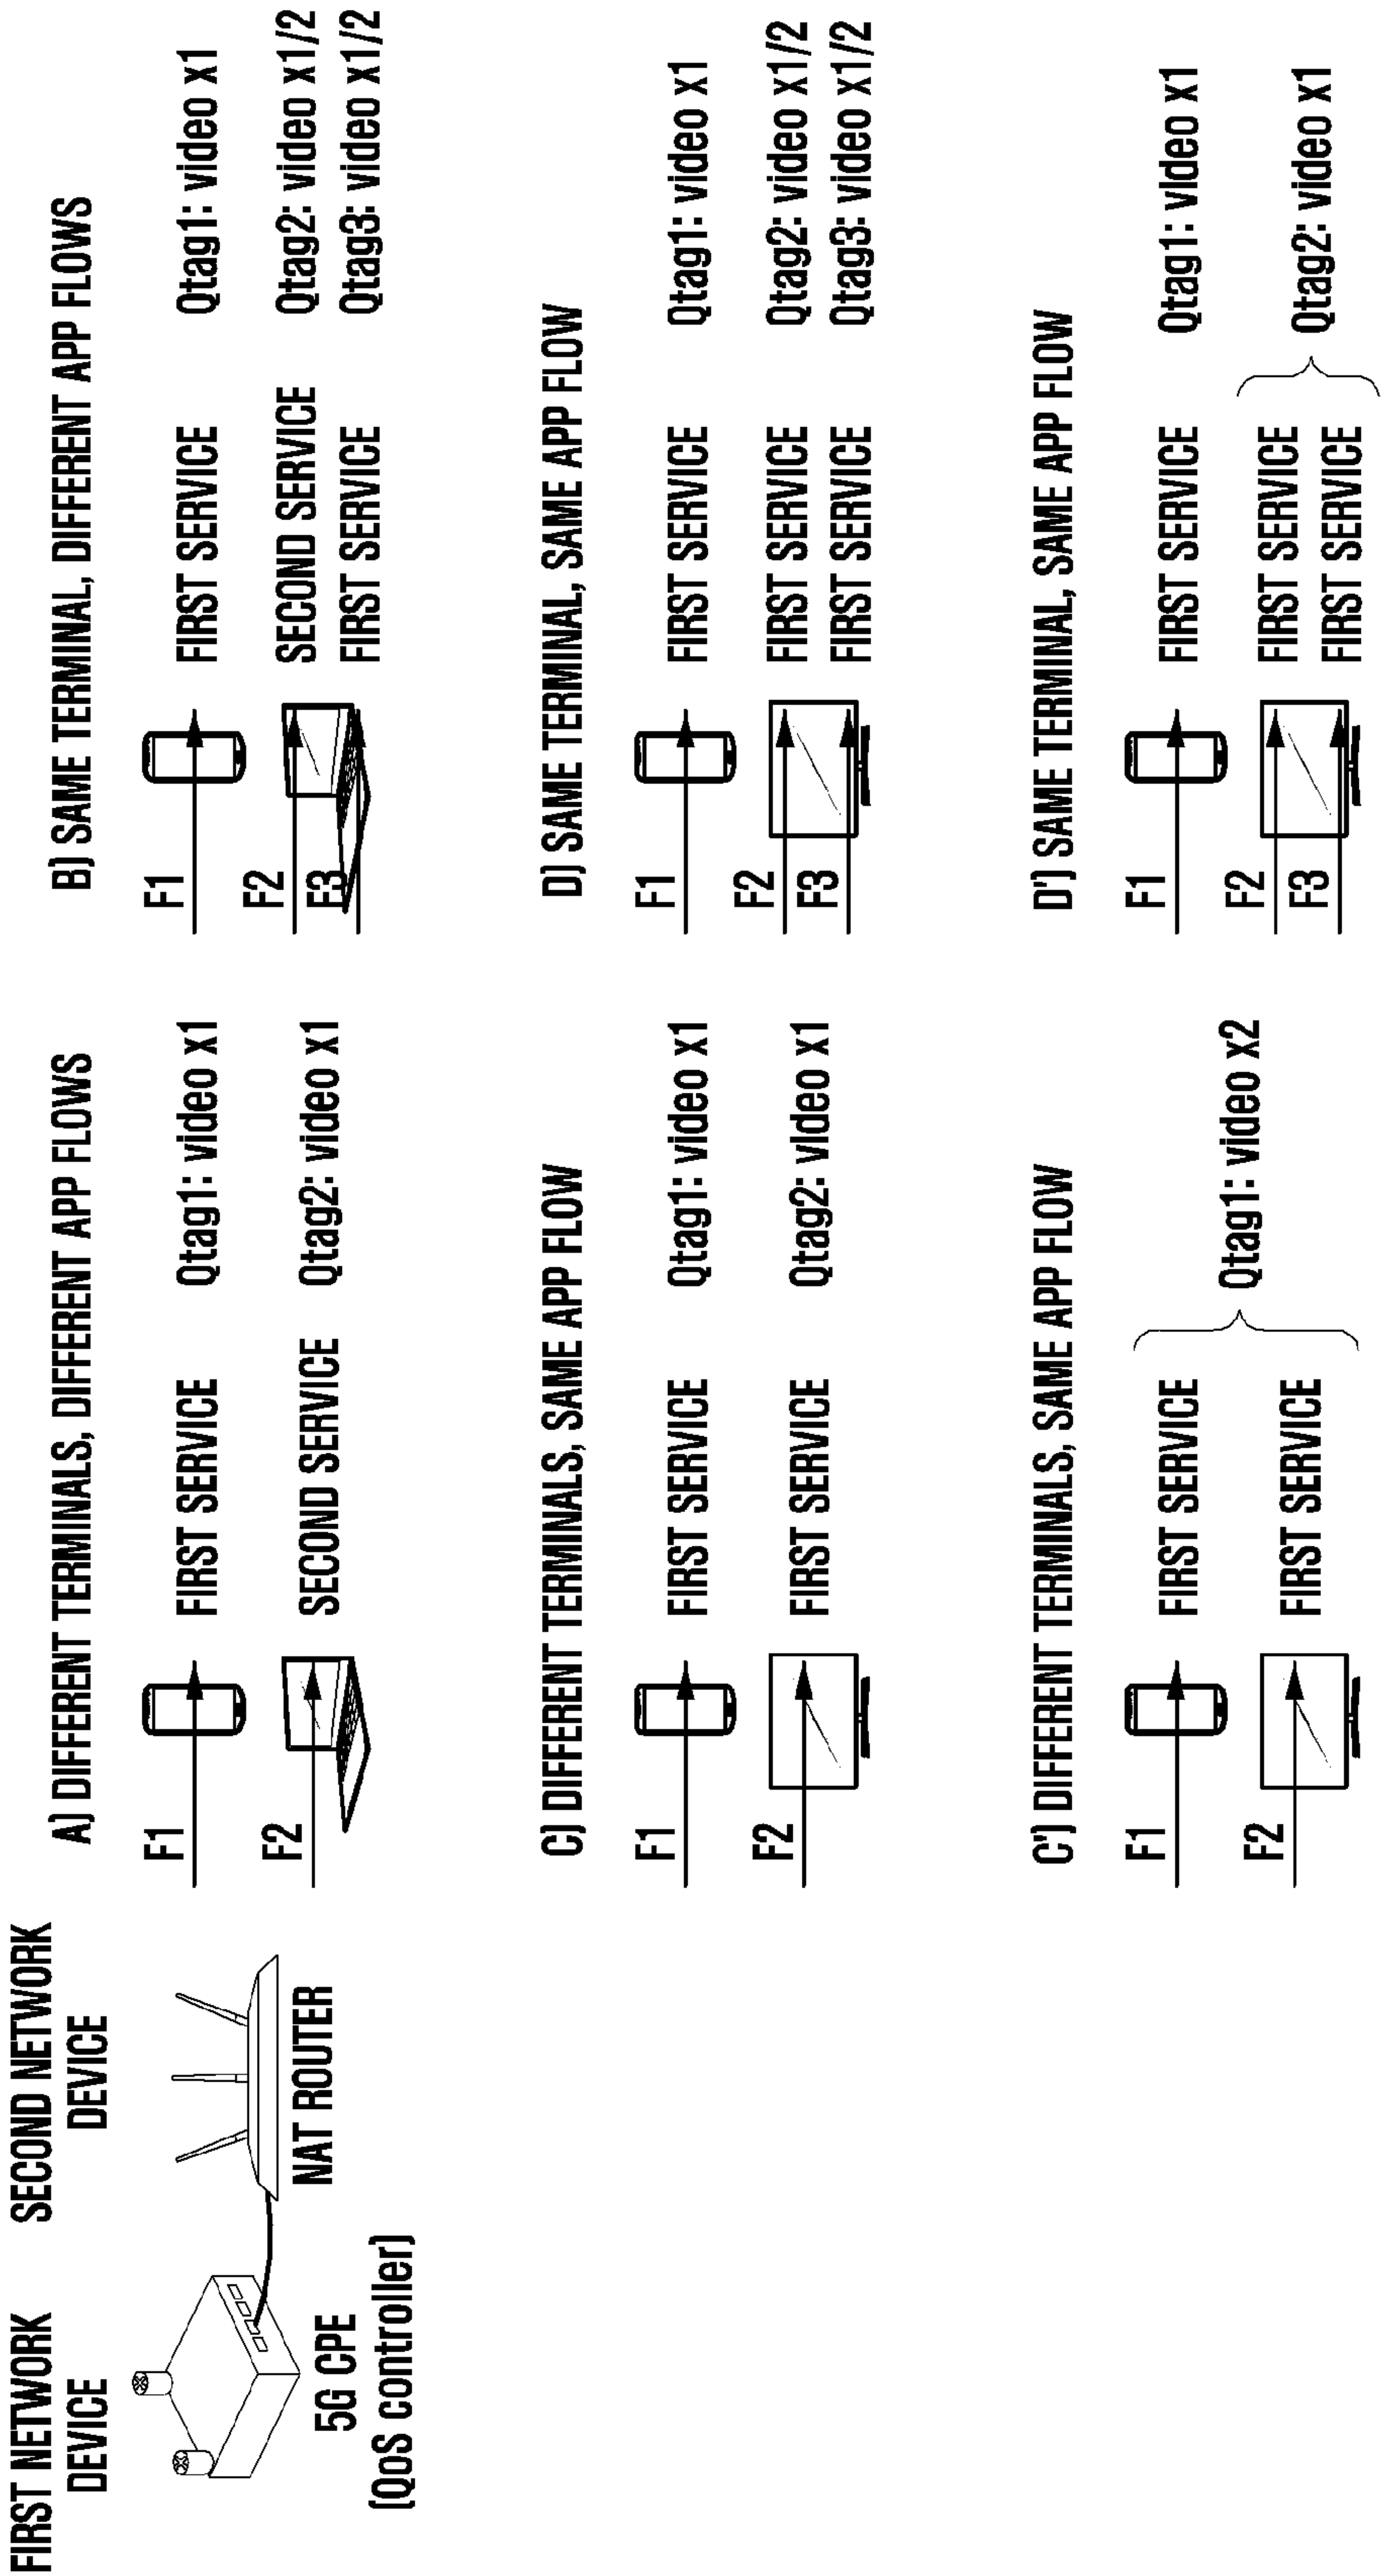 FIRST NETWORK
DEVICE
SECOND NETWORK
DEVICE
5G CPE
(QoS controller)
NAT ROUTER
A) DIFFERENT TERMINALS, DIFFERENT APP FLOWS
F1
FIRST SERVICE
Qtag1: video x1
F2
SECOND SERVICE
Qtag2: video x1
B) SAME TERMINAL, DIFFERENT APP FLOWS
F1
FIRST SERVICE
Qtag1: video x1
F2
SECOND SERVICE
Qtag2: video x1/2
F3
FIRST SERVICE
Qtag3: video x1/2
C) DIFFERENT TERMINALS, SAME APP FLOW
F1
FIRST SERVICE
Qtag1: video x1
F2
FIRST SERVICE
Qtag2: video x1
D) SAME TERMINAL, SAME APP FLOW
F1
FIRST SERVICE
Qtag1: video x1
F2
FIRST SERVICE
Qtag2: video x1/2
F3
FIRST SERVICE
Qtag3: video x1/2
C') DIFFERENT TERMINALS, SAME APP FLOW
F1
FIRST SERVICE
F2
FIRST SERVICE
Qtag1: video x2
D') SAME TERMINAL, SAME APP FLOW
F1
FIRST SERVICE
Qtag1: video x1
F2
FIRST SERVICE
F3
FIRST SERVICE
Qtag2: video x1